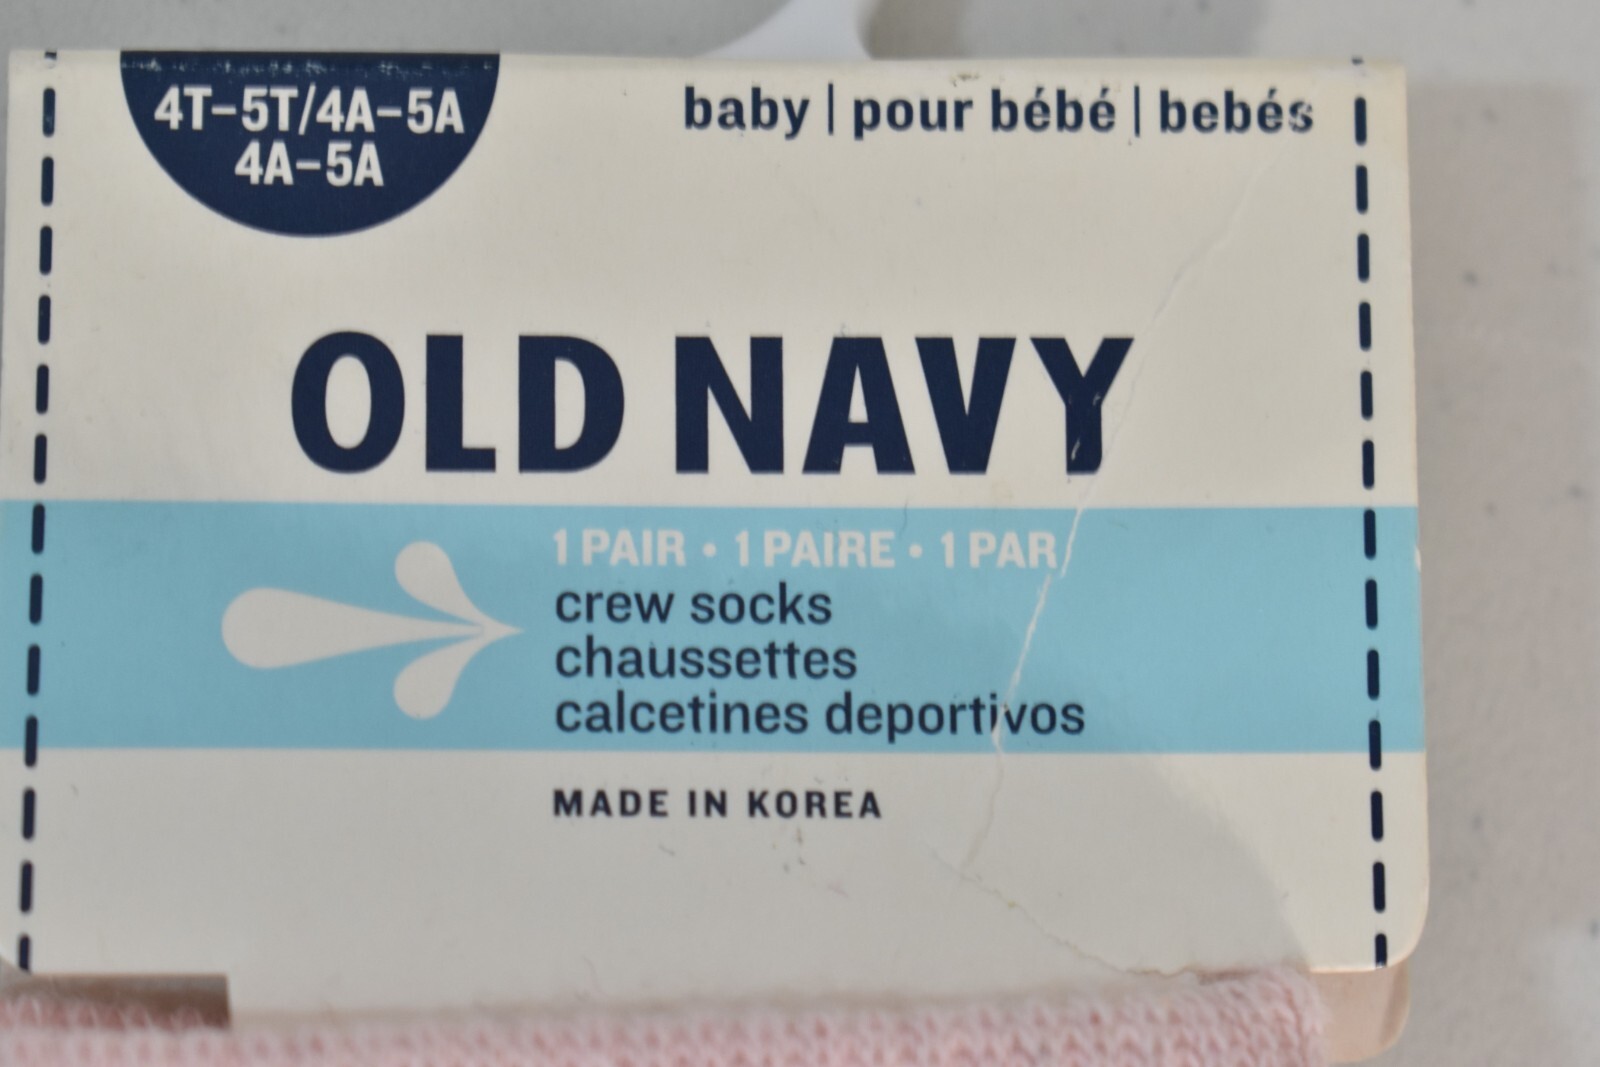 4T–5T/4A–5A
4A–5A
baby | pour bébé | bebés
OLD NAVY
1 PAIR • 1 PAIRE • 1 PAR
crew socks
chaussettes
calcetines deportivos
MADE IN KOREA